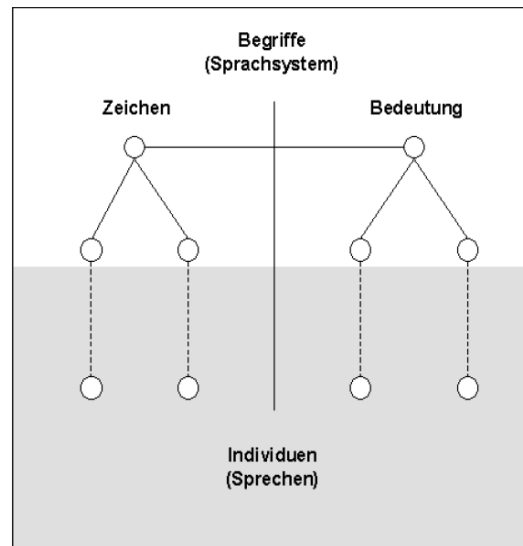 Begriffe
(Sprachsystem)
Zeichen
Bedeutung
Individuen
(Sprechen)